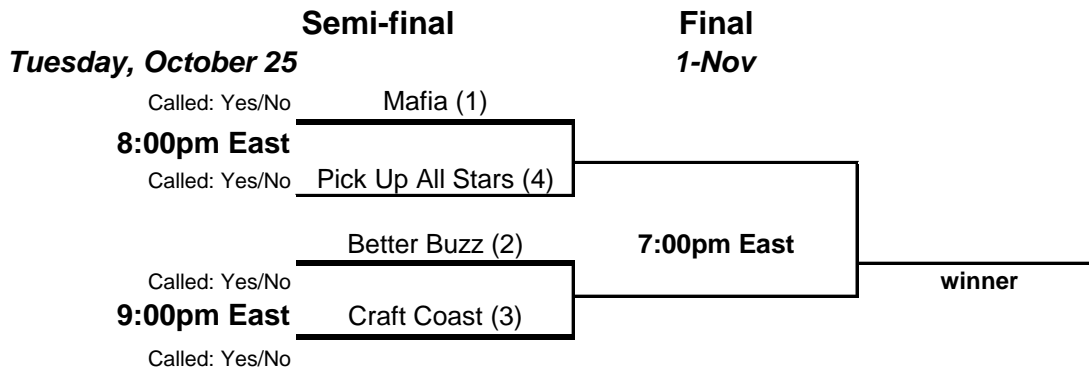 Semi-final Final
Tuesday, October 25 1-Nov
Called: Yes/No Mafia (1)
8:00pm East
Called: Yes/No Pick Up All Stars (4)
Better Buzz (2) 7:00pm East
Called: Yes/No winner
9:00pm East Craft Coast (3)
Called: Yes/No